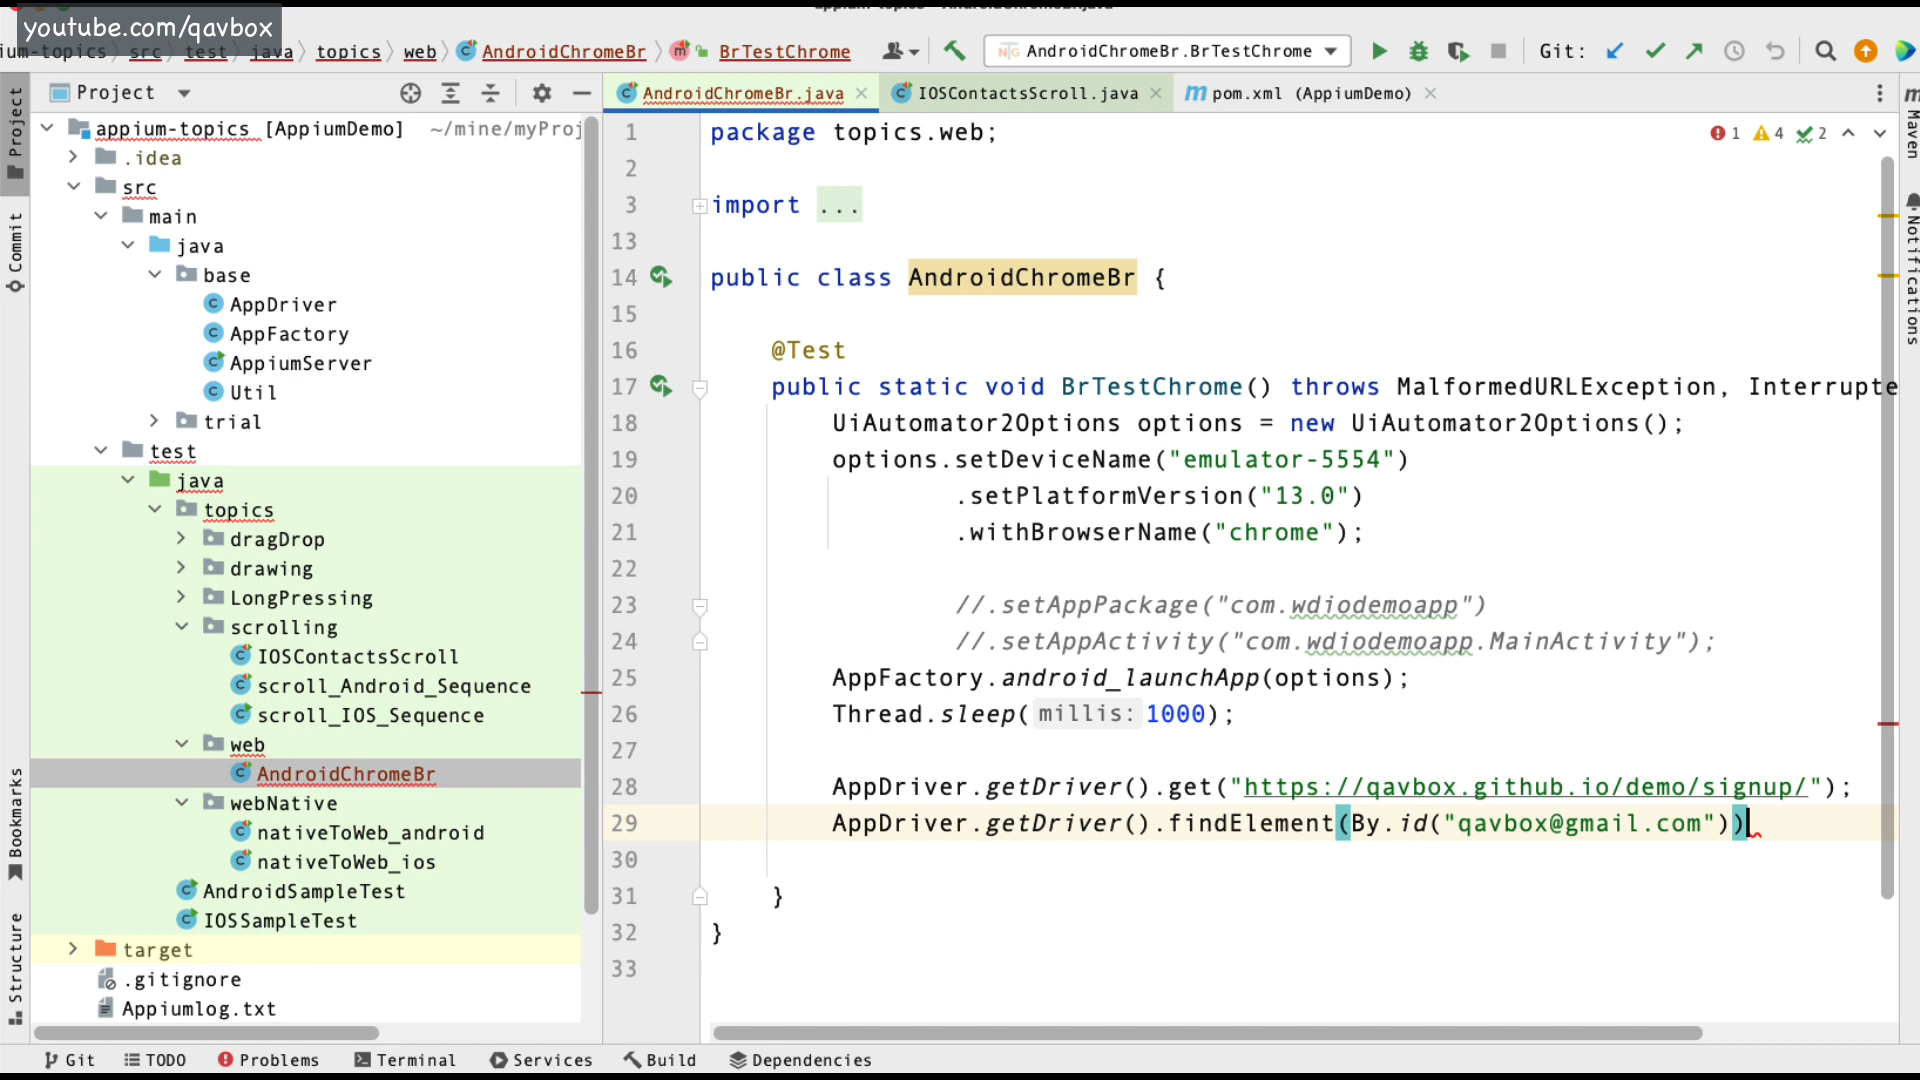 youtube.com/qavbox
src test java topics web AndroidChromeBr BrTestChrome AndroidChromeBr.BrTestChrome Git:
Project
AndroidChromeBr.java IOSContactsScroll.java pom.xml (AppiumDemo)
appium-topics [AppiumDemo] ~/mine/myProj
.idea
src
main
java
base
AppDriver
AppFactory
AppiumServer
Util
trial
test
java
topics
dragDrop
drawing
LongPressing
scrolling
IOSContactsScroll
scroll_Android_Sequence
scroll_IOS_Sequence
web
AndroidChromeBr
webNative
nativeToWeb_android
nativeToWeb_ios
AndroidSampleTest
IOSSampleTest
target
.gitignore
Appiumlog.txt
1 package topics.web;
1 4 2
2
3 import ...
13
14 public class AndroidChromeBr {
15
16 @Test
17 public static void BrTestChrome() throws MalformedURLException, Interrupte
18 UiAutomator2Options options = new UiAutomator2Options();
19 options.setDeviceName("emulator-5554")
20 .setPlatformVersion("13.0")
21 .withBrowserName("chrome");
22
23 //.setAppPackage("com.wdiodemoapp")
24 //.setAppActivity("com.wdiodemoapp.MainActivity");
25 AppFactory.android_launchApp(options);
26 Thread.sleep( millis: 1000);
27
28 AppDriver.getDriver().get("https://qavbox.github.io/demo/signup/");
29 AppDriver.getDriver().findElement(By.id("qavbox@gmail.com"))
30
31 }
32 }
33
Project
Commit
Bookmarks
Structure
Maven
Notifications
Git TODO Problems Terminal Services Build Dependencies